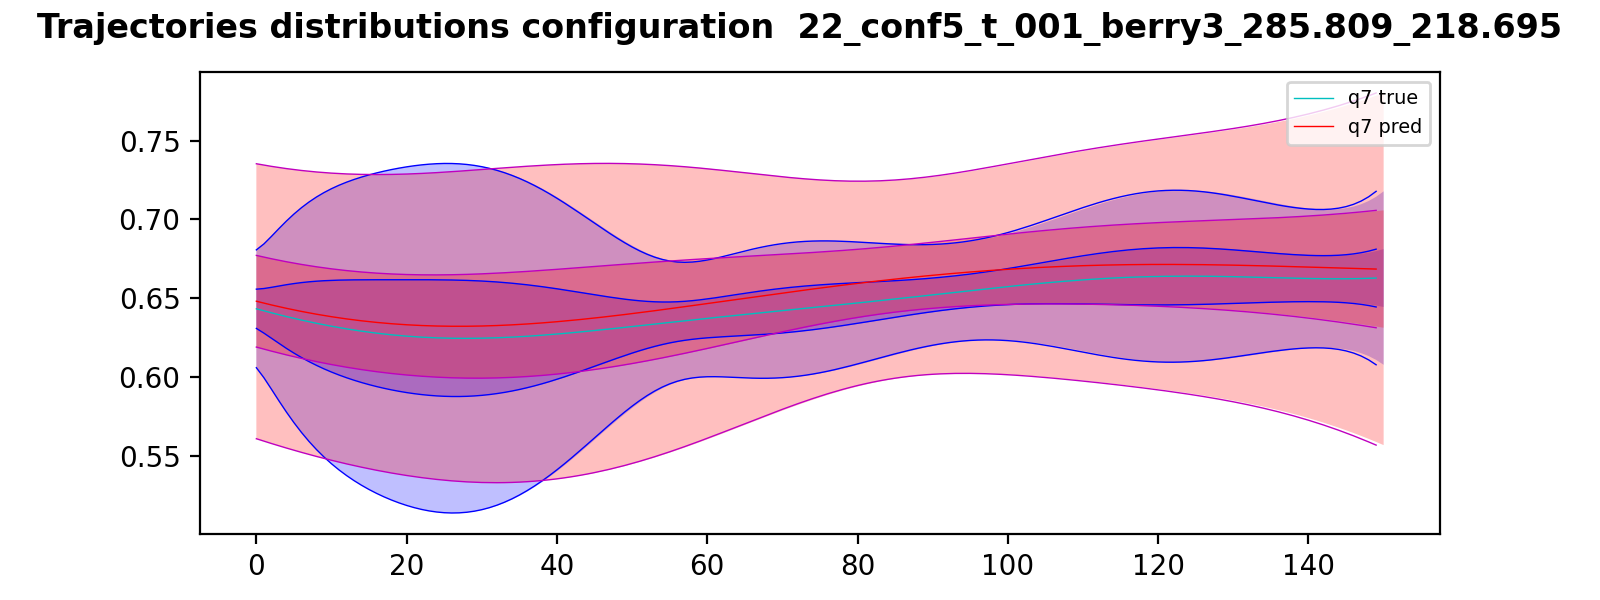 Trajectories distributions configuration  22_conf5_t_001_berry3_285.809_218.695
q7 true
q7 pred
0.75
0.70
0.65
0.60
0.55
0 20 40 60 80 100 120 140